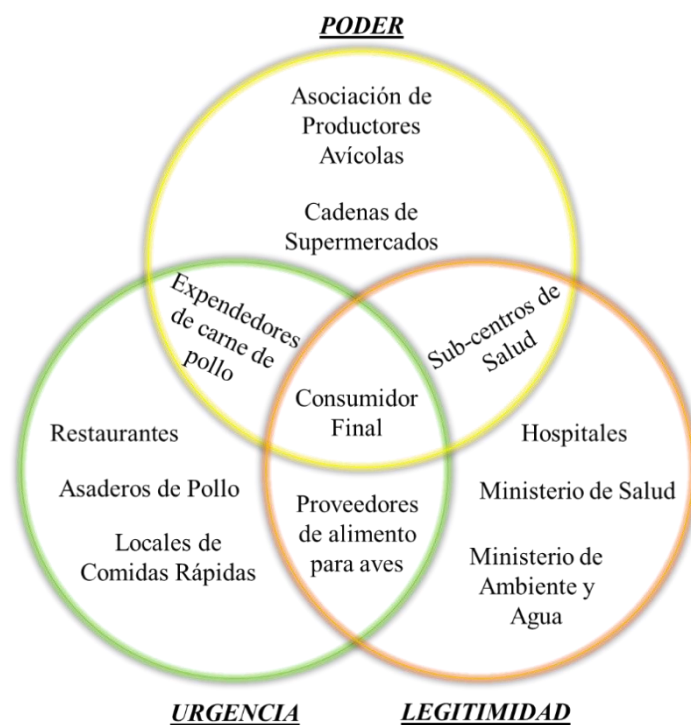 PODER
Asociación de
Productores
Avícolas
Cadenas de
Supermercados
Expendedores
de carne de
pollo
Sub-centros de
Salud
Consumidor
Final
Restaurantes
Asaderos de Pollo
Locales de
Comidas Rápidas
Proveedores
de alimento
para aves
Hospitales
Ministerio de Salud
Ministerio de
Ambiente y
Agua
URGENCIA
LEGITIMIDAD